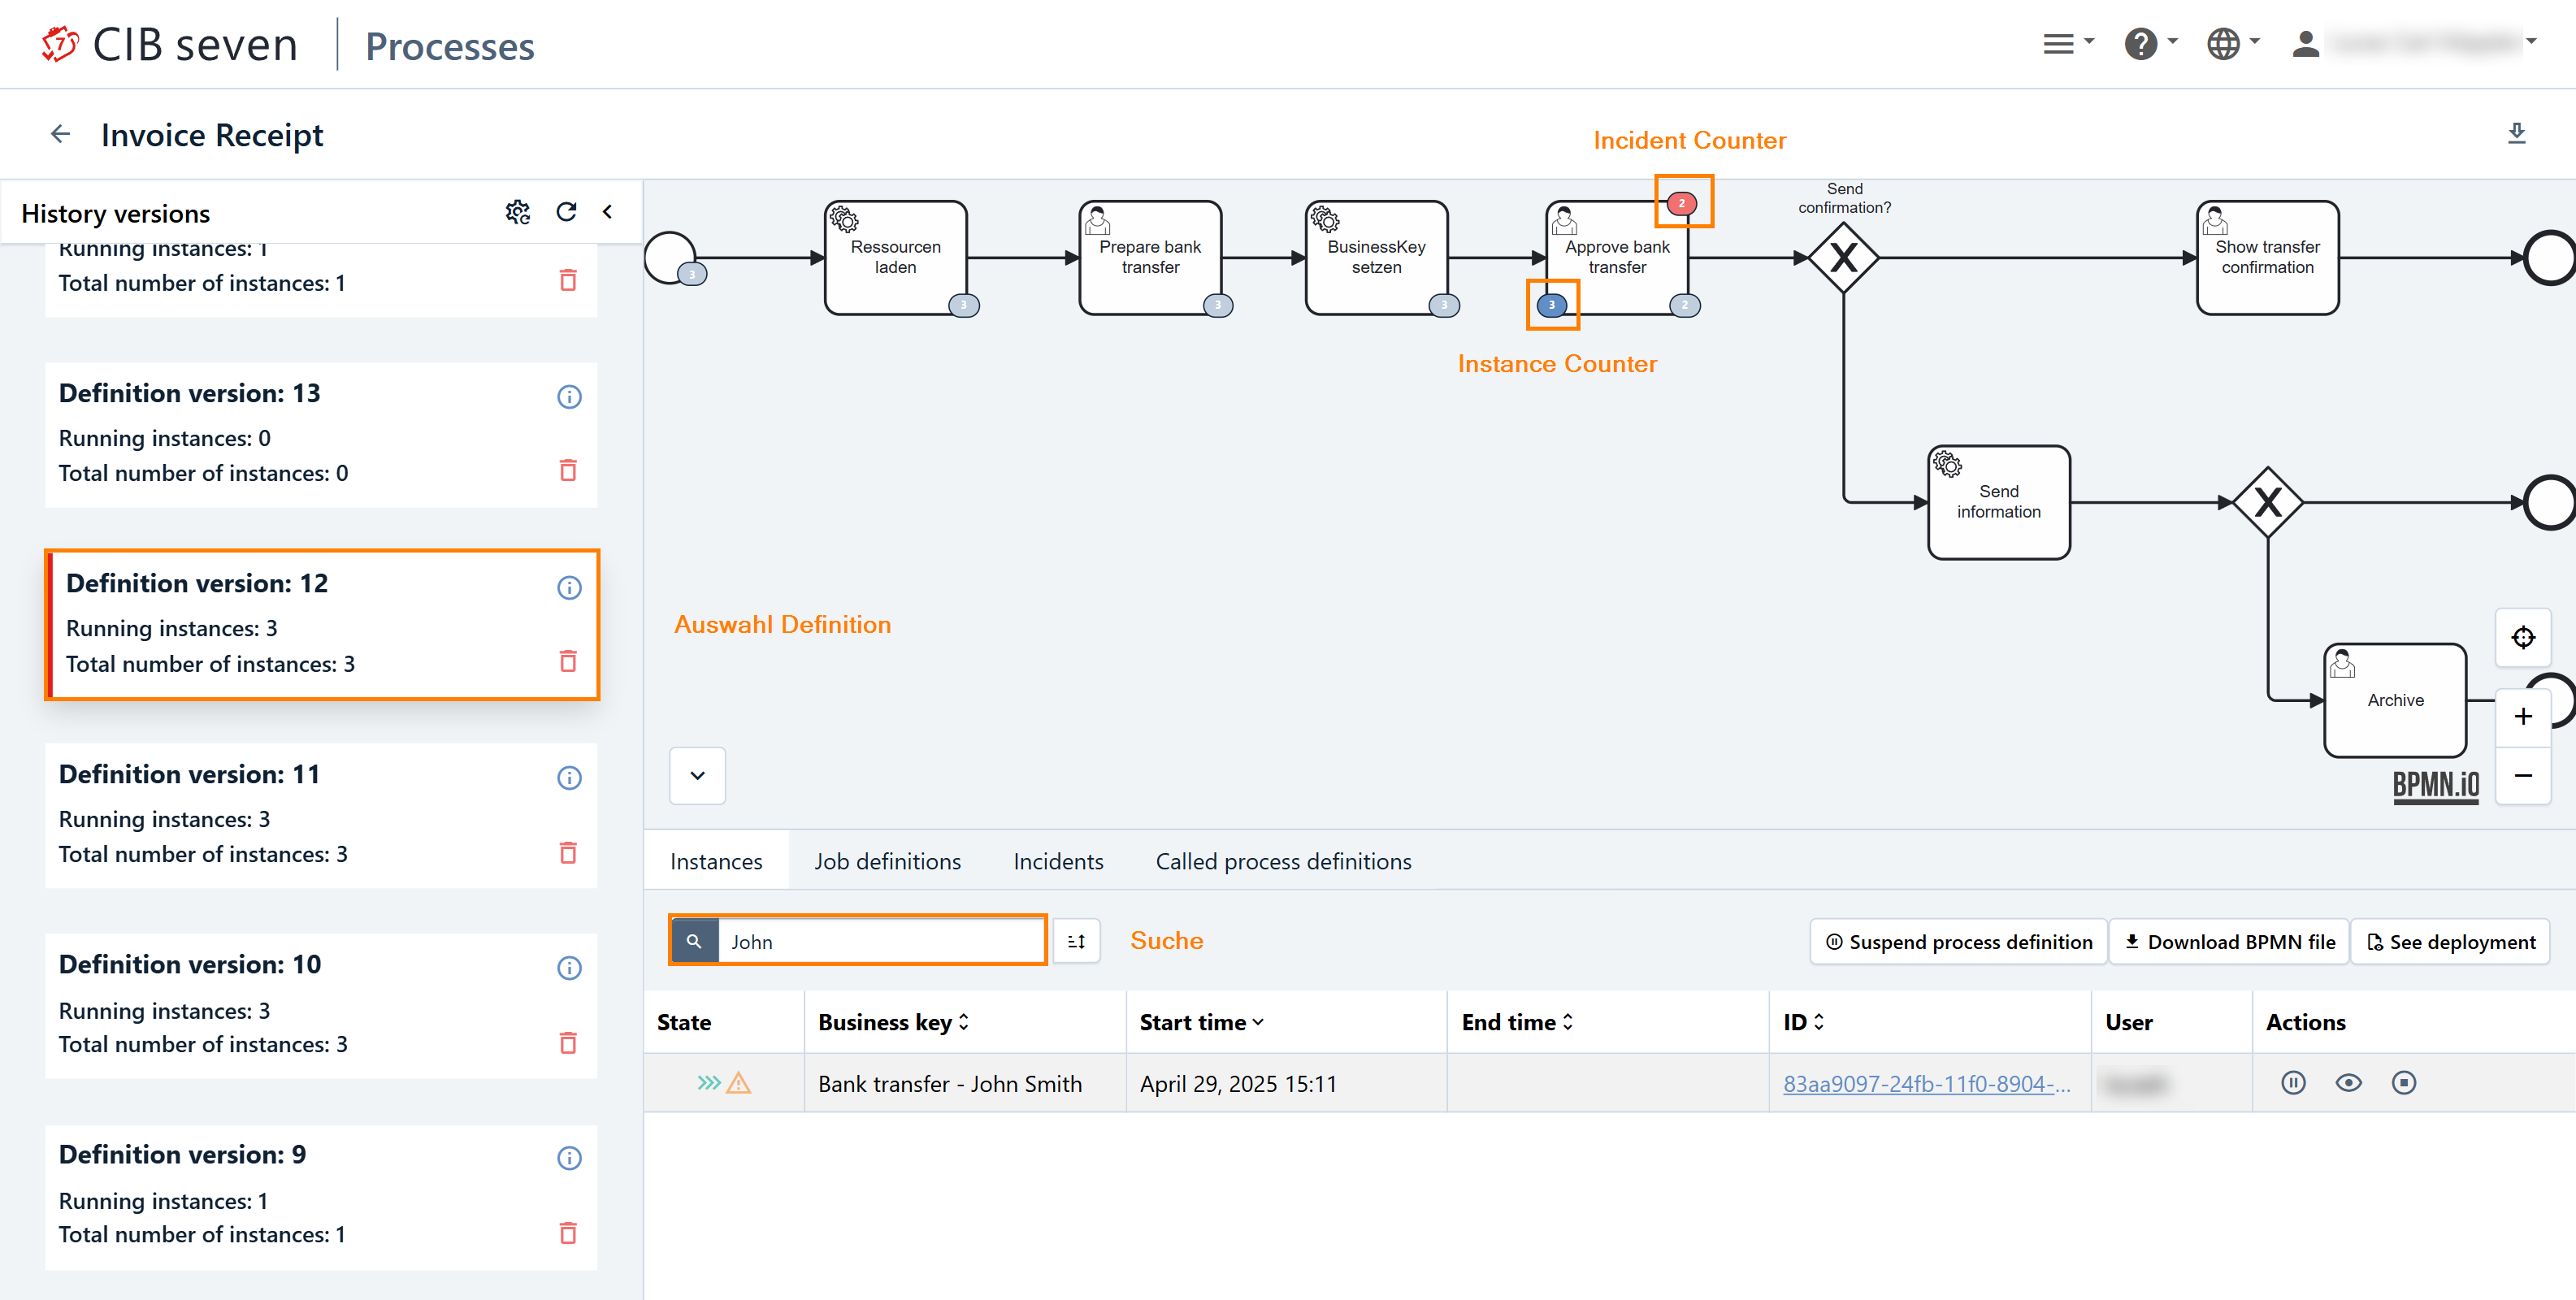 CIB seven
Processes
Invoice Receipt
Incident Counter
History versions
Running instances: 1
Total number of instances: 1
Definition version: 13
Running instances: 0
Total number of instances: 0
Definition version: 12
Running instances: 3
Total number of instances: 3
Definition version: 11
Running instances: 3
Total number of instances: 3
Definition version: 10
Running instances: 3
Total number of instances: 3
Definition version: 9
Running instances: 1
Total number of instances: 1
3
Ressourcen
laden
3
Prepare bank
transfer
3
BusinessKey
setzen
3
2
Approve bank
transfer
3
2
Instance Counter
Send
confirmation?
Show transfer
confirmation
Send
information
Archive
Auswahl Definition
BPMN.iO
Instances
Job definitions
Incidents
Called process definitions
John
Suche
Suspend process definition
Download BPMN file
See deployment
State
Business key
Start time
End time
ID
User
Actions
Bank transfer - John Smith
April 29, 2025 15:11
83aa9097-24fb-11f0-8904-...